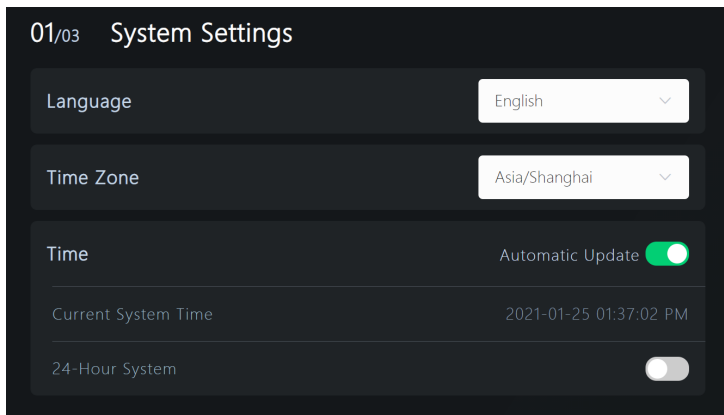 01/03 System Settings
Language English
Time Zone Asia/Shanghai
Time Automatic Update
Current System Time 2021-01-25 01:37:02 PM
24-Hour System